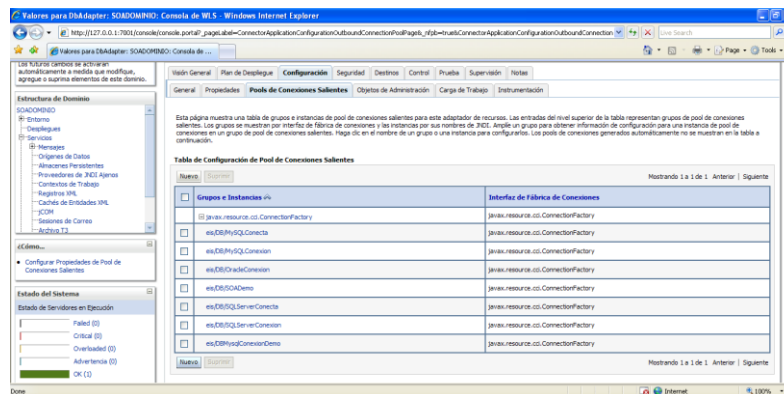 Valores para DbAdapter: SOADOMINIO: Consola de WLS - Windows Internet Explorer
http://127.0.0.1:7001/console/console.portal?_pageLabel=ConnectorApplicationConfigurationOutboundConnectionPoolPage&_nfpb=true&ConnectorApplicationConfigurationOutboundConnection
Live Search
Valores para DbAdapter: SOADOMINIO: Consola de ...
Page
Tools
Los futuros cambios se activarán
automáticamente a medida que modifique,
agregue o suprima elementos de este dominio.
Estructura de Dominio
SOADOMINIO
Entorno
Despliegues
Servicios
Mensajes
Orígenes de Datos
Almacenes Persistentes
Proveedores de JNDI Ajenos
Contextos de Trabajo
Registros XML
Cachés de Entidades XML
jCOM
Sesiones de Correo
Archivo T3
¿Cómo...
Configurar Propiedades de Pool de
Conexiones Salientes
Estado del Sistema
Estado de Servidores en Ejecución
Failed (0)
Critical (0)
Overloaded (0)
Advertencia (0)
OK (1)
Visión General Plan de Despliegue Configuración Seguridad Destinos Control Prueba Supervisión Notas
General Propiedades Pools de Conexiones Salientes Objetos de Administración Carga de Trabajo Instrumentación
Esta página muestra una tabla de grupos e instancias de pool de conexiones salientes para este adaptador de recursos. Las entradas del nivel superior de la tabla representan grupos de pool de conexiones
salientes. Los grupos se muestran por interfaz de fábrica de conexiones y las instancias por sus nombres de JNDI. Amplíe un grupo para obtener información de configuración para una instancia de pool de
conexiones en un grupo de pool de conexiones salientes. Haga clic en el nombre de un grupo o una instancia para configurarlos. Los pools de conexiones generados automáticamente no se muestran en la tabla a
continuación.
Tabla de Configuración de Pool de Conexiones Salientes
Nuevo Suprimir Mostrando 1 a 1 de 1 Anterior | Siguiente
Grupos e Instancias Interfaz de Fábrica de Conexiones
javax.resource.cci.ConnectionFactory javax.resource.cci.ConnectionFactory
eis/DB/MySQLConecta javax.resource.cci.ConnectionFactory
eis/DB/MySQLConexion javax.resource.cci.ConnectionFactory
eis/DB/OracleConexion javax.resource.cci.ConnectionFactory
eis/DB/SOADemo javax.resource.cci.ConnectionFactory
eis/DB/SQLServerConecta javax.resource.cci.ConnectionFactory
eis/DB/SQLServerConexion javax.resource.cci.ConnectionFactory
eis/DBMysqlConexionDemo javax.resource.cci.ConnectionFactory
Nuevo Suprimir Mostrando 1 a 1 de 1 Anterior | Siguiente
Done Internet 100%